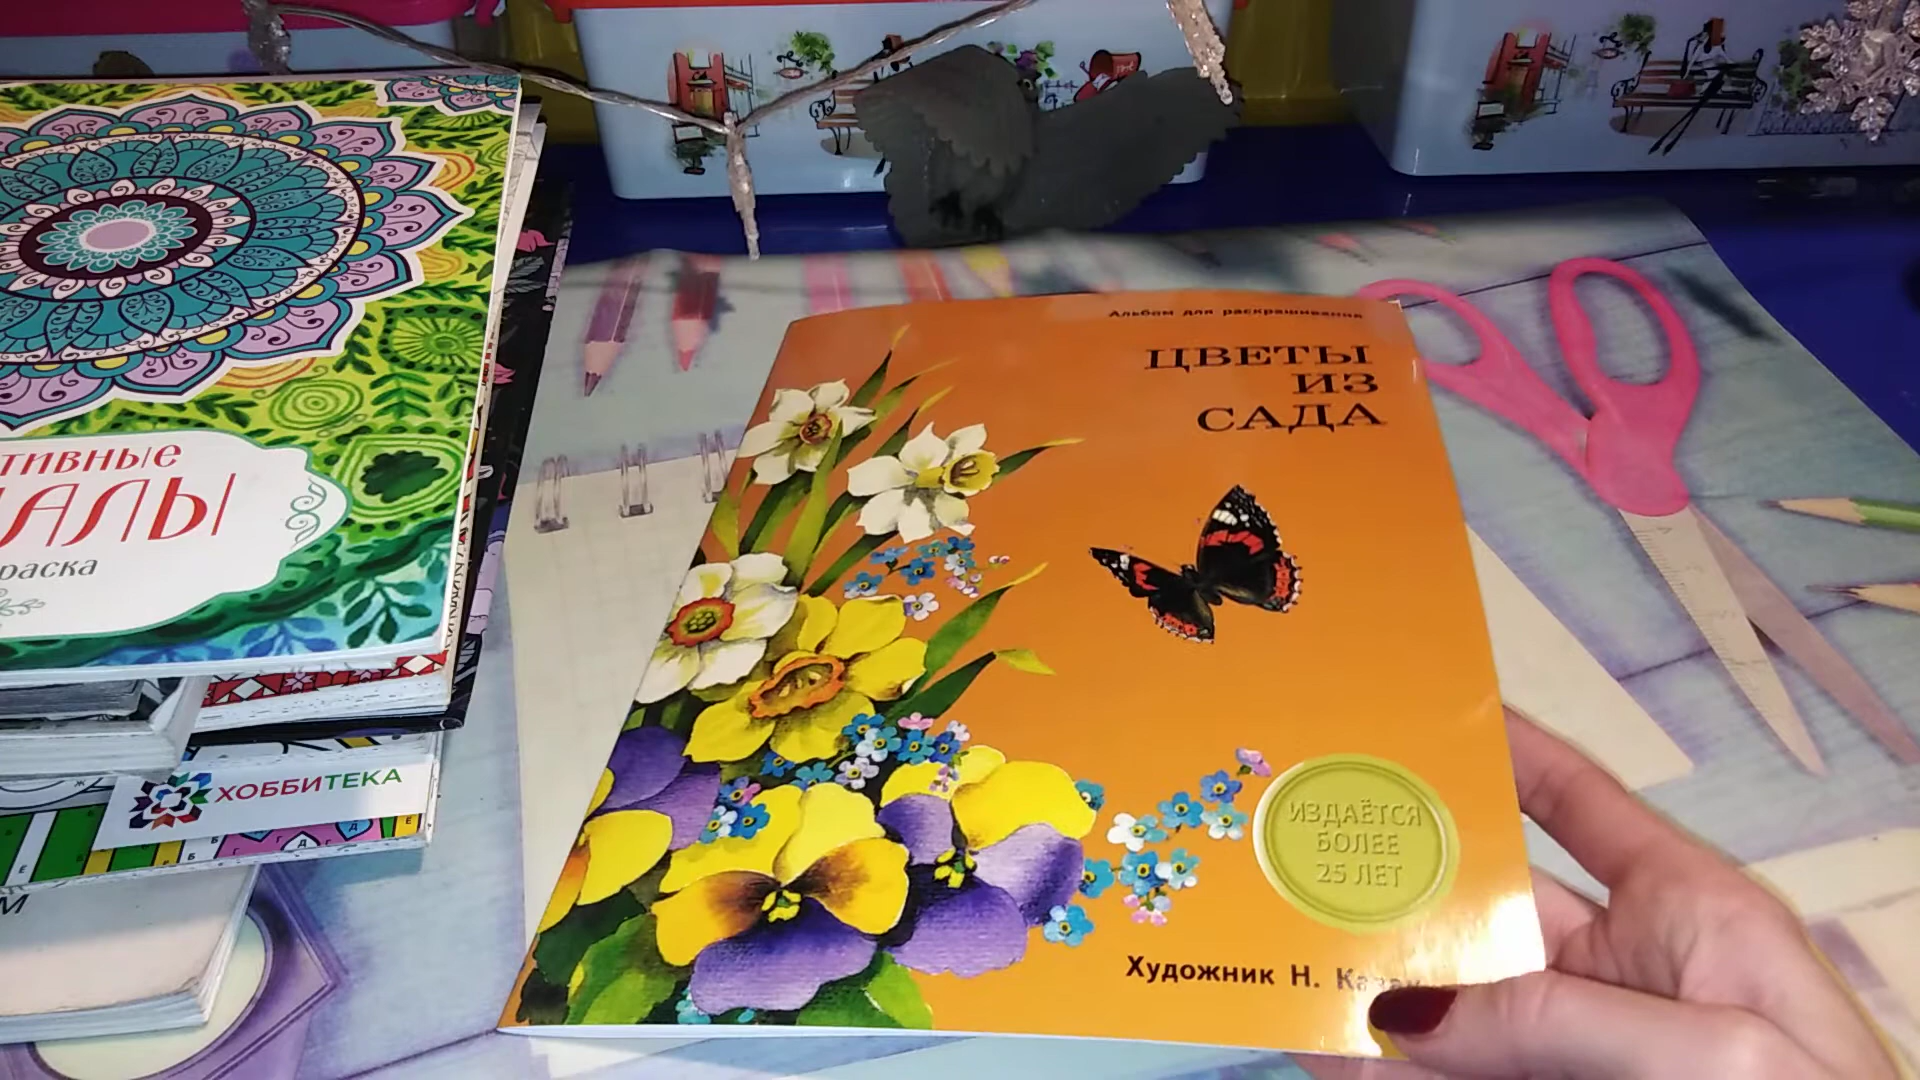 Альбом для раскрашивания
ЦВЕТЫ
ИЗ
САДА
ИЗДАЁТСЯ
БОЛЕЕ
25 ЛЕТ
Художник Н.
ТИВНЫЕ
АЛЫ
раска
ХОББИТЕКА